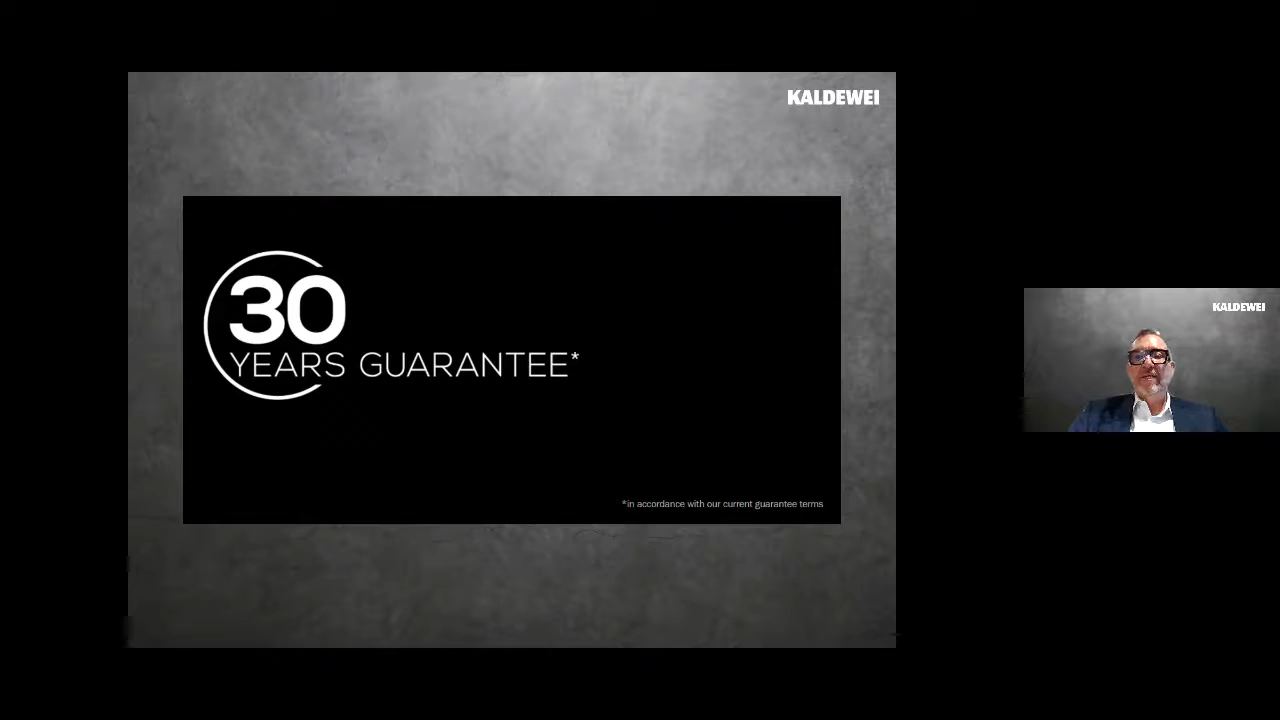 KALDEWEI
30
YEARS GUARANTEE*
*in accordance with our current guarantee terms
KALDEWEI